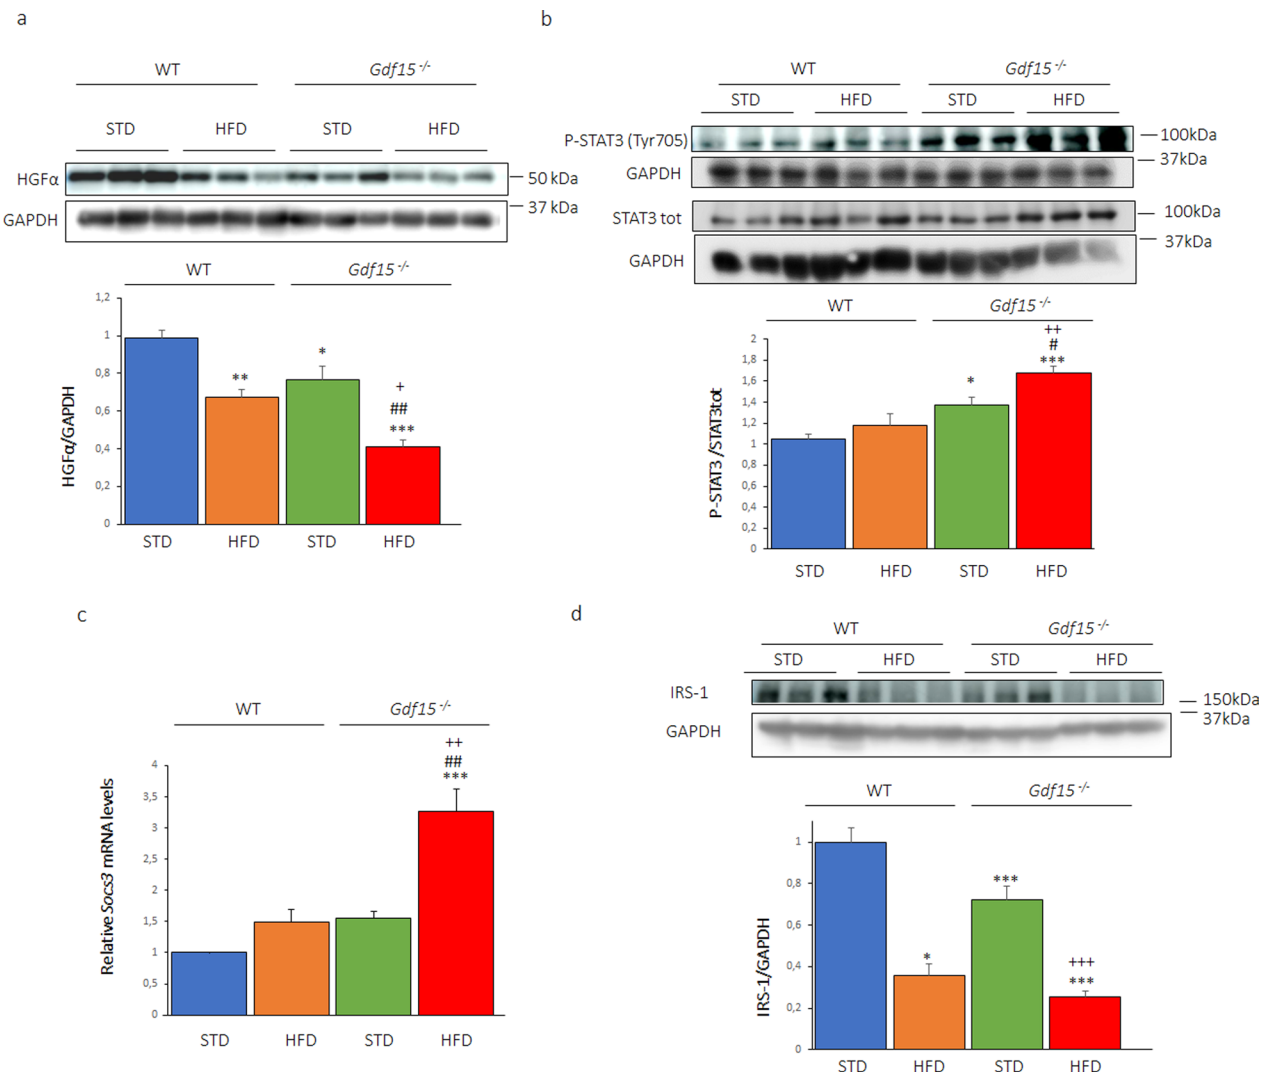 a
WT Gdf15 -/-
STD HFD STD HFD
HGFα 50 kDa
GAPDH 37 kDa
WT Gdf15 -/-
HGFα/GAPDH
1,2
1
0,8
0,6
0,4
0,2
0
** * + ## ***
STD HFD STD HFD
b
WT Gdf15 -/-
STD HFD STD HFD
P-STAT3 (Tyr705) 100kDa
GAPDH 37kDa
STAT3 tot 100kDa
GAPDH 37kDa
WT Gdf15 -/-
P-STAT3 /STAT3tot
2
1,8
1,6
1,4
1,2
1
0,8
0,6
0,4
0,2
0
* ++ # ***
STD HFD STD HFD
c
WT Gdf15 -/-
Relative Socs3 mRNA levels
4
3,5
3
2,5
2
1,5
1
0,5
0
++ ## ***
STD HFD STD HFD
d
WT Gdf15 -/-
STD HFD STD HFD
IRS-1 150kDa
GAPDH 37kDa
WT Gdf15 -/-
IRS-1/GAPDH
1
0,8
0,6
0,4
0,2
0
* *** +++ ***
STD HFD STD HFD